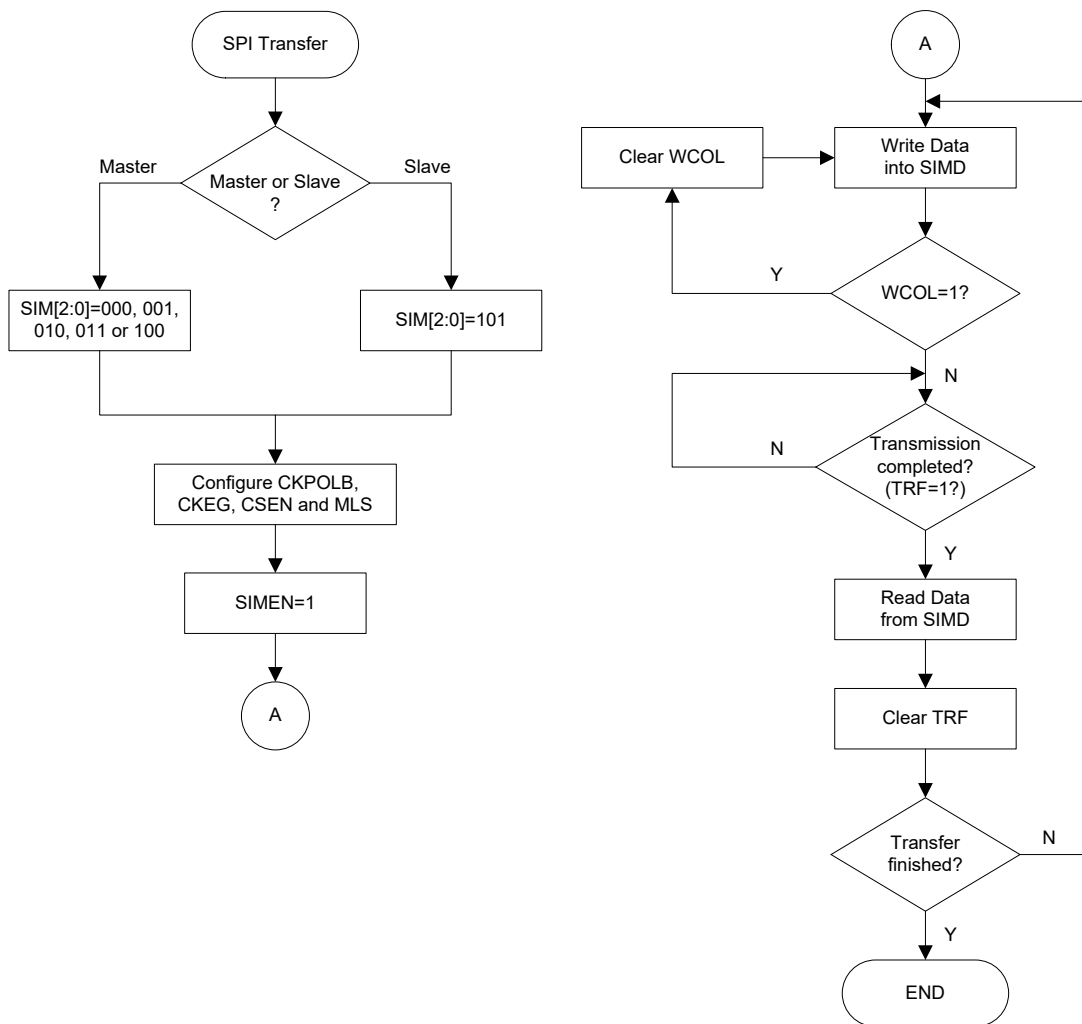 SPI Transfer
Master
Master or Slave
?
Slave
SIM[2:0]=000, 001,
010, 011 or 100
SIM[2:0]=101
Configure CKPOLB,
CKEG, CSEN and MLS
SIMEN=1
A
A
Clear WCOL
Write Data
into SIMD
Y
WCOL=1?
N
N
Transmission
completed?
(TRF=1?)
Y
Read Data
from SIMD
Clear TRF
Transfer
finished?
N
Y
END